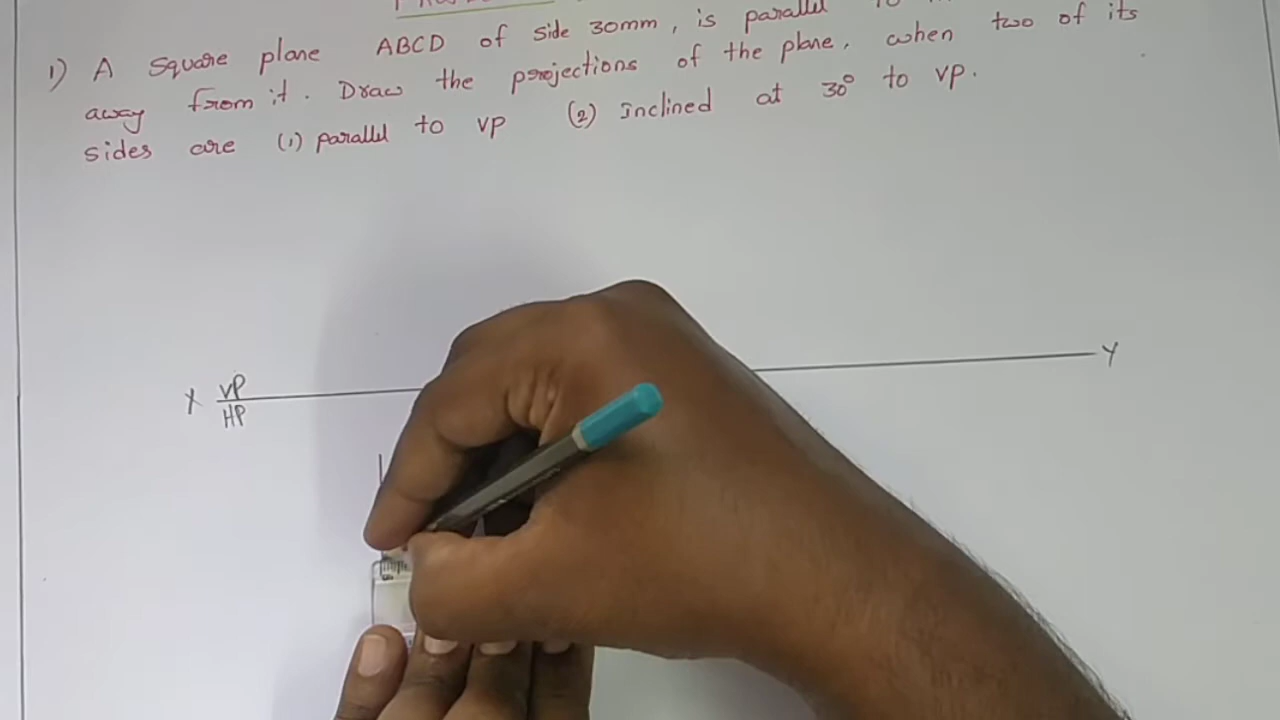 1) A square plane ABCD of side 30mm, is parallel to
away from it. Draw the projections of the plane, when two of its
sides are (1) parallel to VP (2) Inclined at 30° to VP.
X VP Y
HP